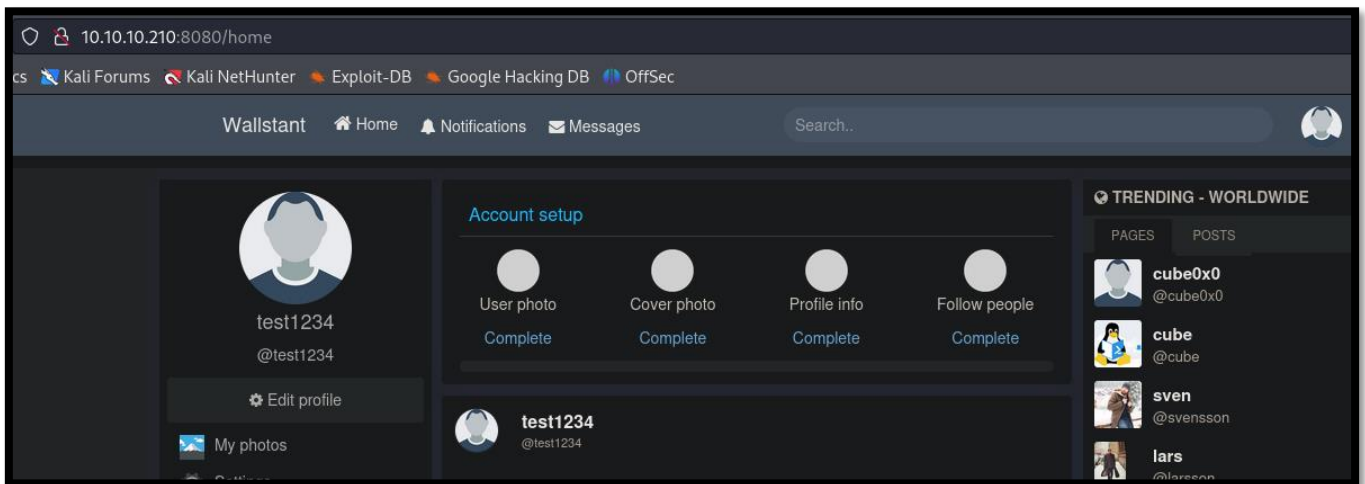 10.10.10.210:8080/home
cs Kali Forums Kali NetHunter Exploit-DB Google Hacking DB OffSec
Wallstant Home Notifications Messages Search..
test1234
@test1234
Edit profile
My photos
Settings
Account setup
User photo Cover photo Profile info Follow people
Complete Complete Complete Complete
test1234
@test1234
TRENDING - WORLDWIDE
PAGES POSTS
cube0x0
@cube0x0
cube
@cube
sven
@svensson
lars
@larsson